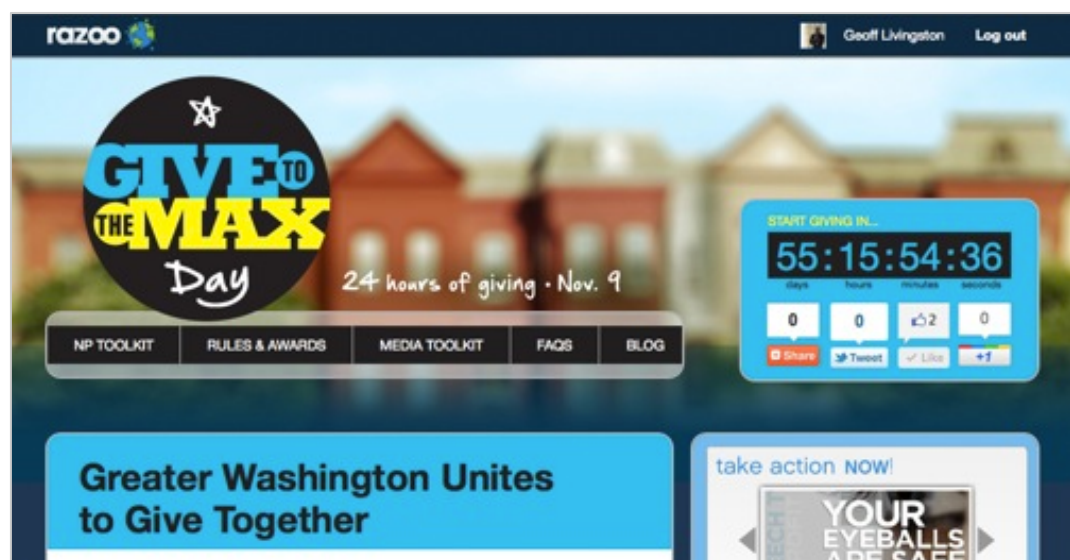 razoo
Geoff Livingston Log out
GIVE TO
THE MAX
Day
24 hours of giving · Nov. 9
START GIVING IN...
55:15:54:36
days hours minutes seconds
0 0 2 0
Share Tweet Like +1
NP TOOLKIT RULES & AWARDS MEDIA TOOLKIT FAQS BLOG
Greater Washington Unites
to Give Together
take action NOW!
YOUR
EYEBALLS
ARE SAFE